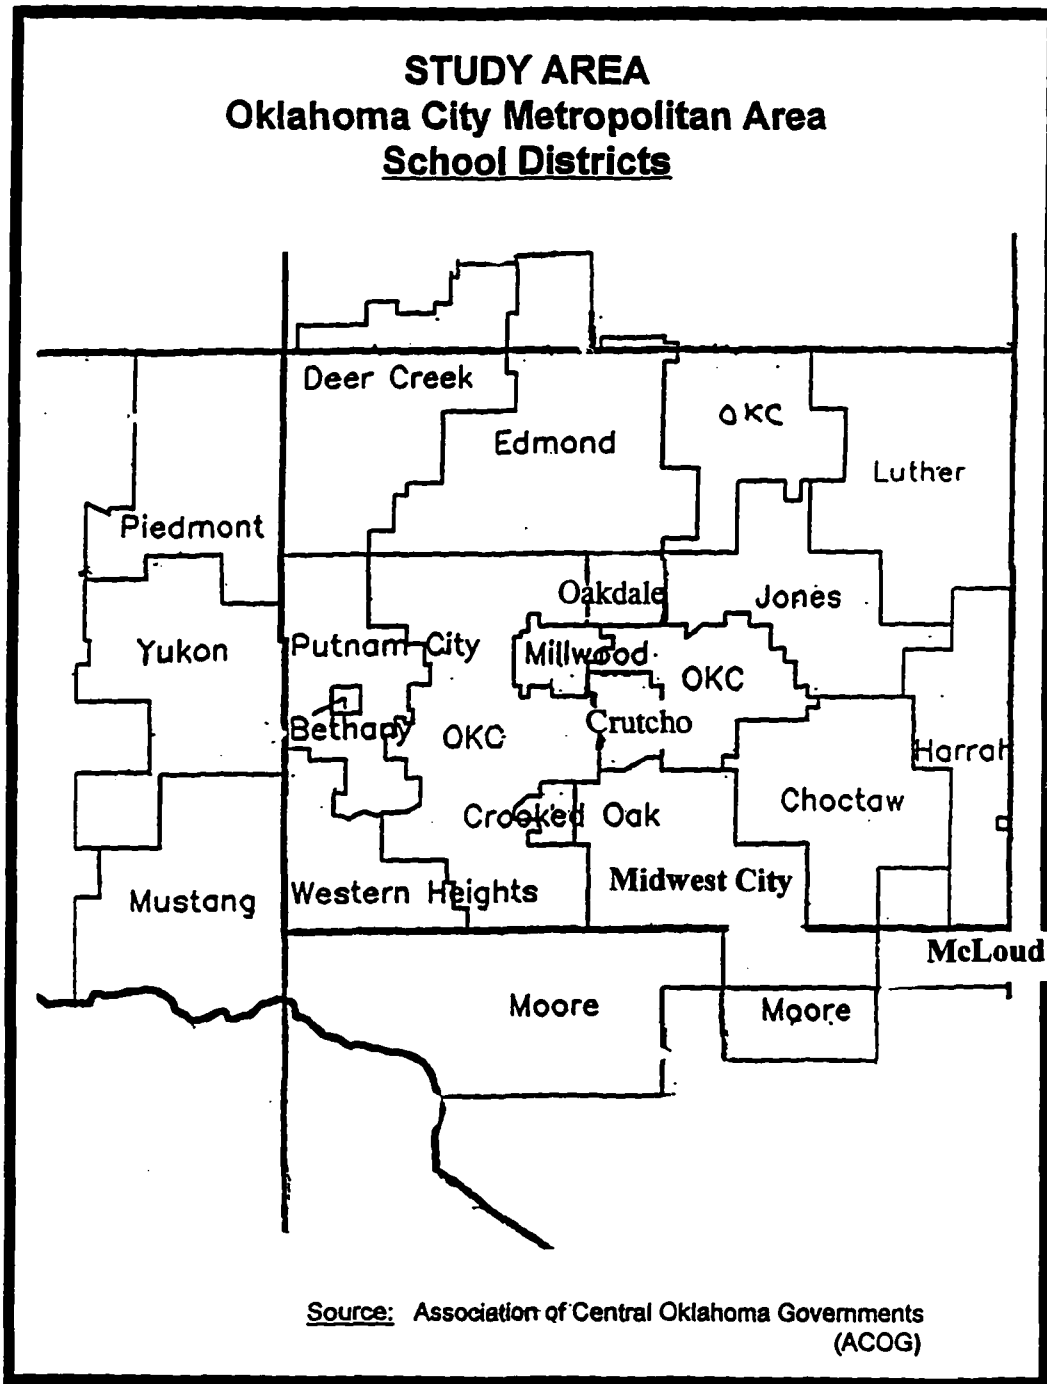 STUDY AREA
Oklahoma City Metropolitan Area
School Districts
Deer Creek
OKC
Edmond
Luther
Piedmont
Oakdale
Jones
Yukon
Putnam City
Millwood
OKC
Bethany
Crutcho
OKC
Harrah
Choctaw
Crooked Oak
Midwest City
Western Heights
Mustang
McLoud
Moore
Moore
Source: Association of Central Oklahoma Governments
(ACOG)